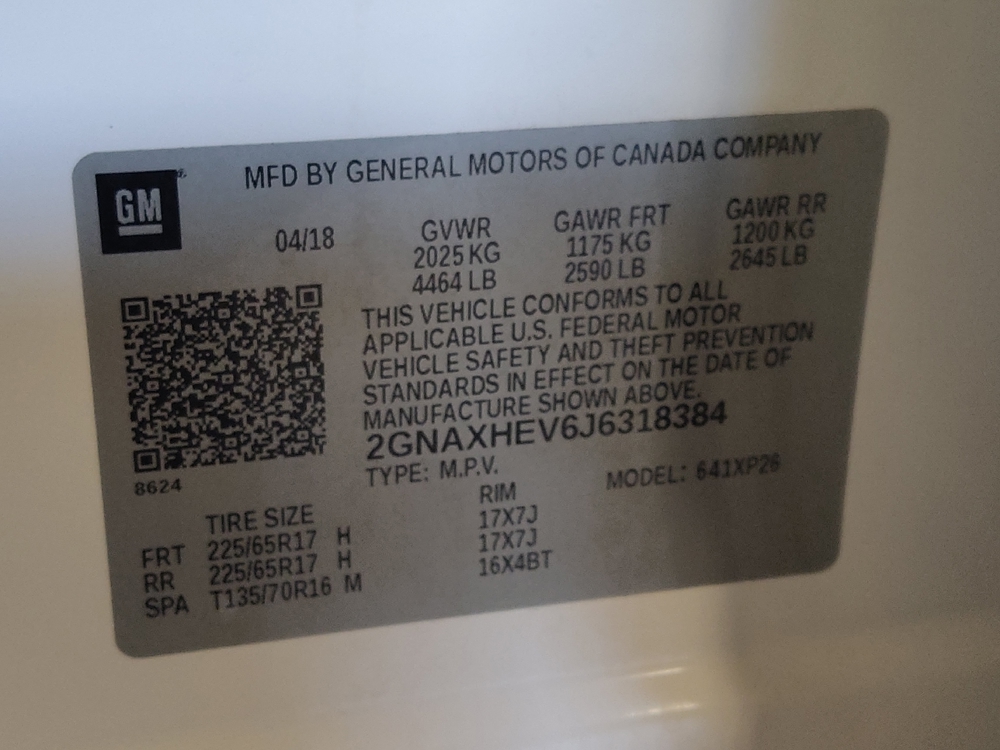 GM
MFD BY GENERAL MOTORS OF CANADA COMPANY
04/18 GVWR GAWR FRT GAWR RR
2025 KG 1175 KG 1200 KG
4464 LB 2590 LB 2645 LB
THIS VEHICLE CONFORMS TO ALL
APPLICABLE U.S. FEDERAL MOTOR
VEHICLE SAFETY AND THEFT PREVENTION
STANDARDS IN EFFECT ON THE DATE OF
MANUFACTURE SHOWN ABOVE.
2GNAXHEV6J6318384
8624
TYPE: M.P.V. MODEL: 641XP26
TIRE SIZE RIM
FRT 225/65R17 H 17X7J
RR 225/65R17 H 17X7J
SPA T135/70R16 M 16X4BT